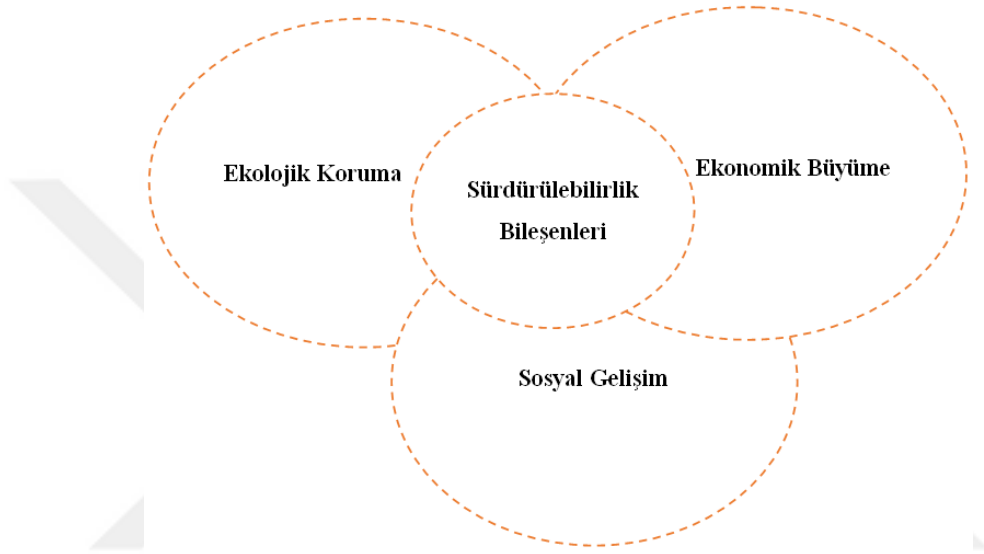 Ekolojik Koruma
Sürdürülebilirlik
Bileşenleri
Ekonomik Büyüme
Sosyal Gelişim